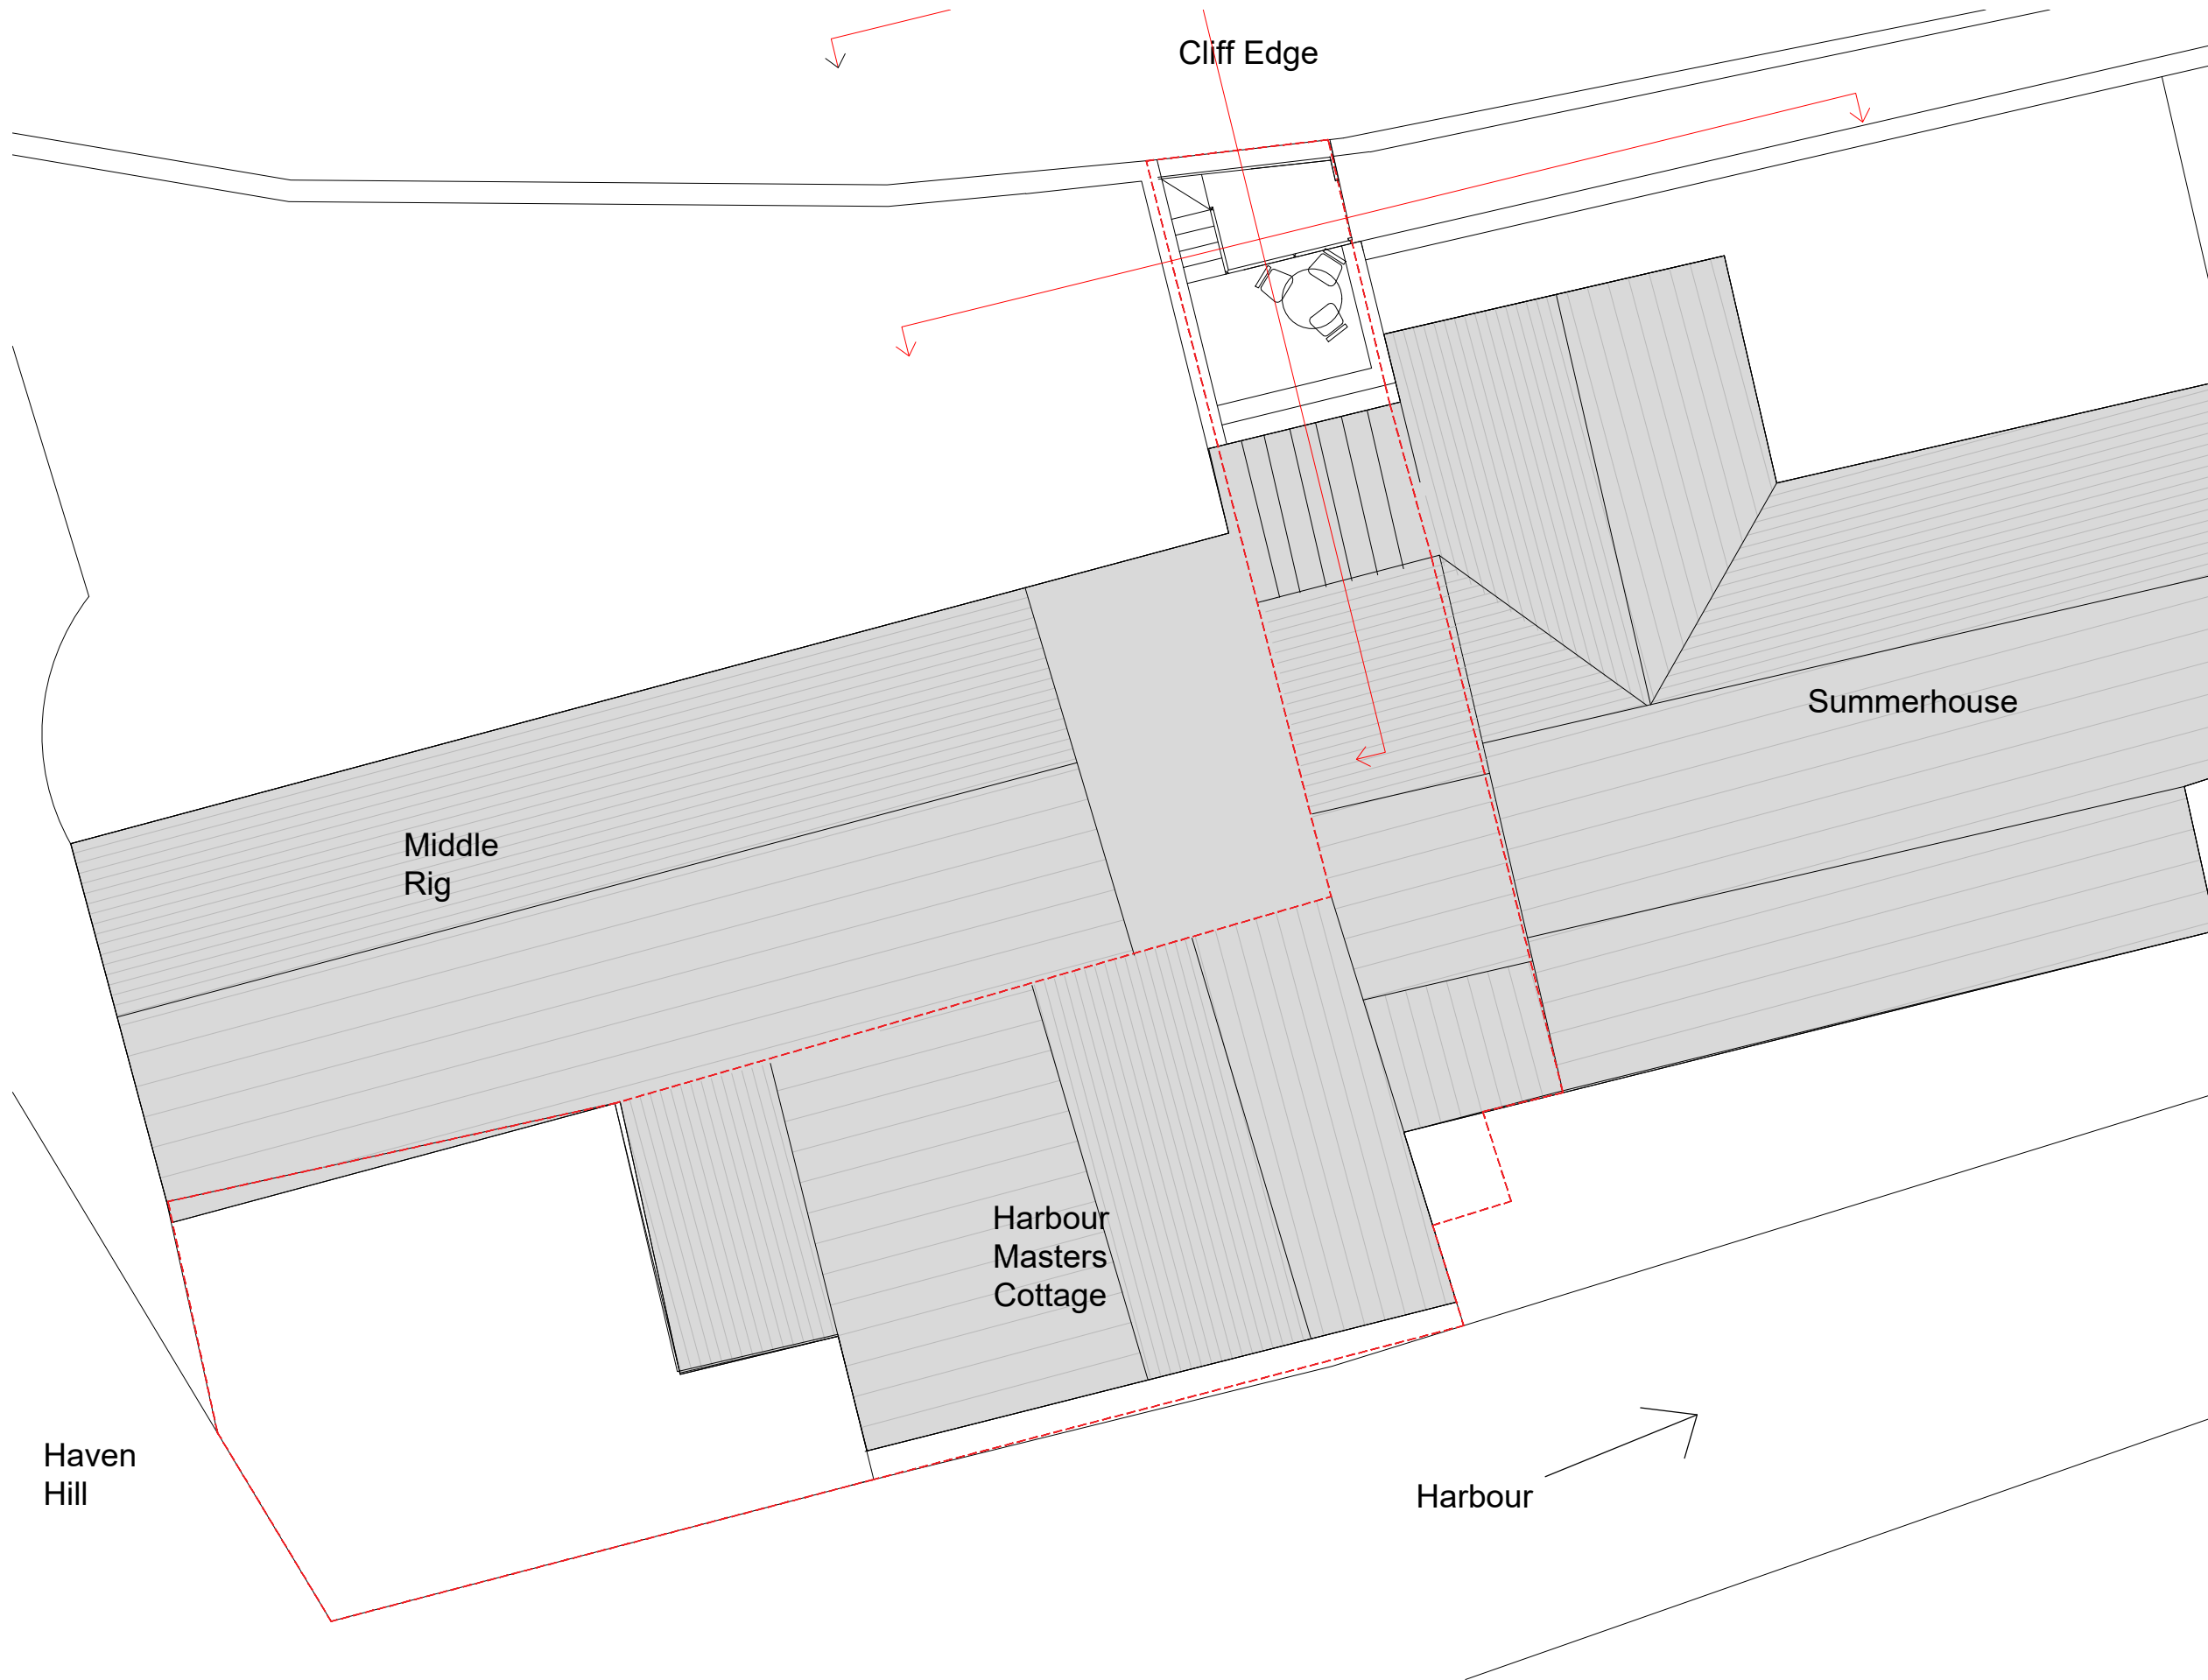 Cliff Edge
Summerhouse
Middle
Rig
Harbour
Masters
Cottage
Haven
Hill
Harbour